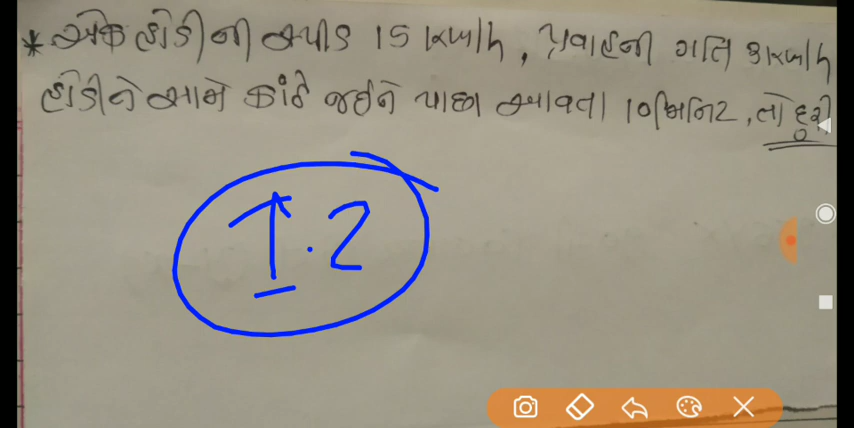 * એક હોડીની સ્પીડ 15 કિમી/h, પ્રવાહની ગતિ 3 કિમી/h
હોડીને સામે કાંઠે જઈને પાછા આવતા 10 મિનિટ, તો દુરી
1.2